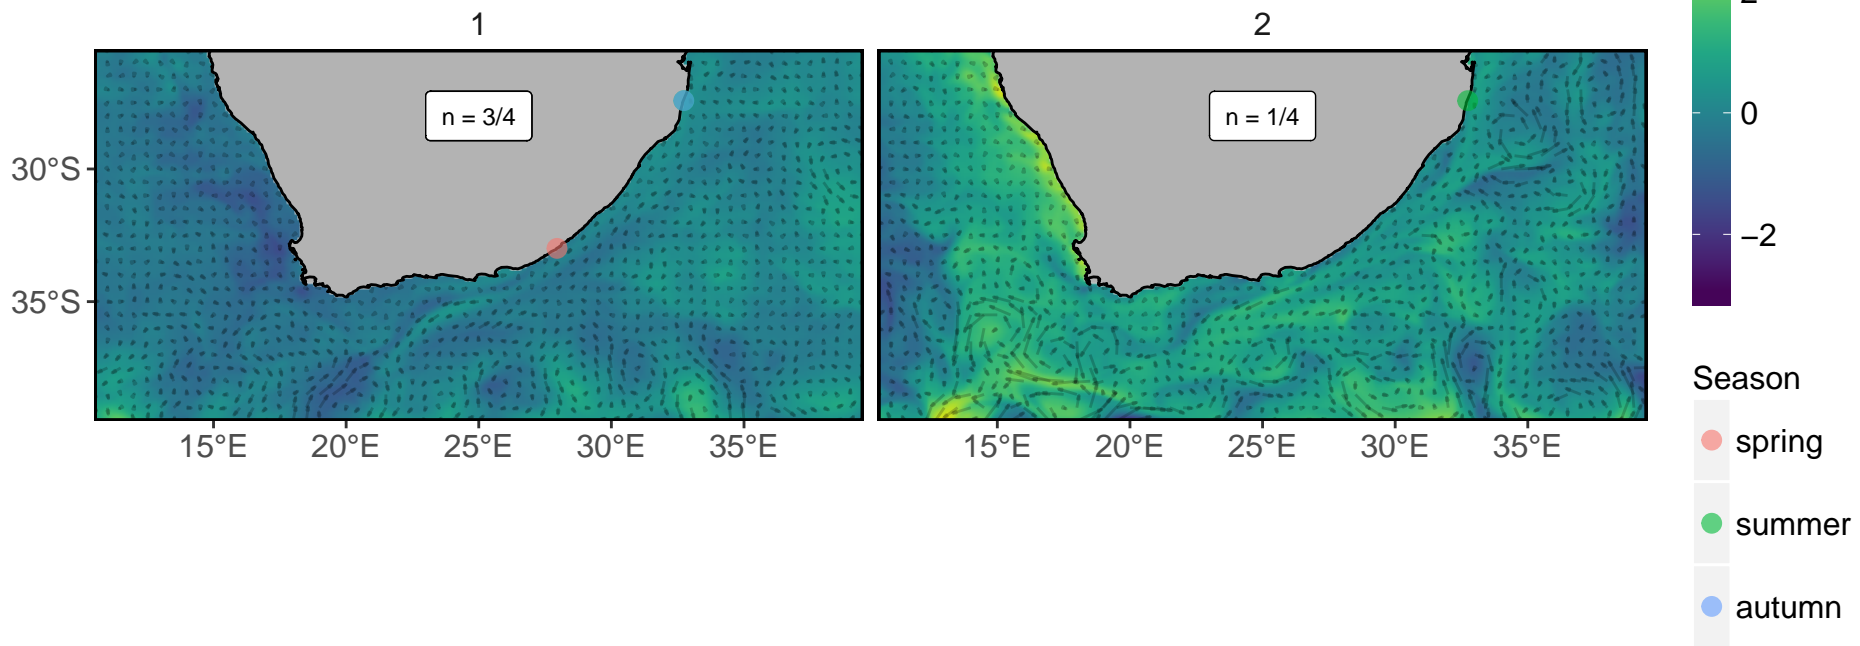 1 2
n = 3/4 n = 1/4
30°S
35°S
15°E 20°E 25°E 30°E 35°E 15°E 20°E 25°E 30°E 35°E
0
−2
Season
spring
summer
autumn